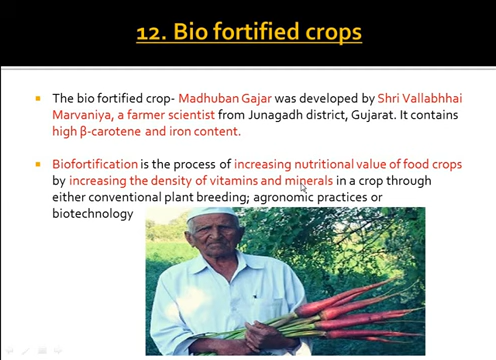 12. Bio fortified crops
The bio fortified crop- Madhuban Gajar was developed by Shri Vallabhhai
Marvaniya, a farmer scientist from Junagadh district, Gujarat. It contains
high β-carotene and iron content.
Biofortification is the process of increasing nutritional value of food crops
by increasing the density of vitamins and minerals in a crop through
either conventional plant breeding; agronomic practices or
biotechnology